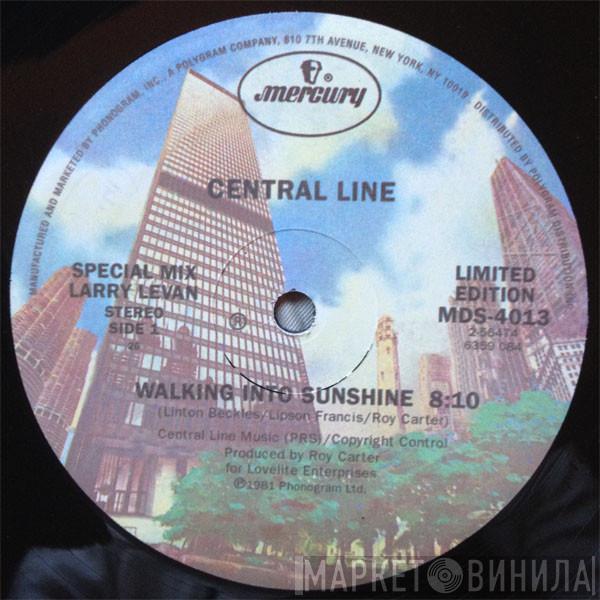 MANUFACTURED AND MARKETED BY PHONOGRAM, INC., A POLYGRAM COMPANY, 810 7TH AVENUE, NEW YORK, NY 10019. DISTRIBUTED BY POLYGRAM DISTRIBUTION, INC.
®
mercury
CENTRAL LINE
SPECIAL MIX
LARRY LEVAN
STEREO
SIDE 1
26
℗
LIMITED
EDITION
MDS-4013
2-56474
6359 084
WALKING INTO SUNSHINE 8:10
(Linton Beckles/Lipson Francis/Roy Carter)
Central Line Music (PRS)/Copyright Control
Produced by Roy Carter
for Lovelite Enterprises
℗1981 Phonogram Ltd.
МАРКЕТ ВИНИЛА